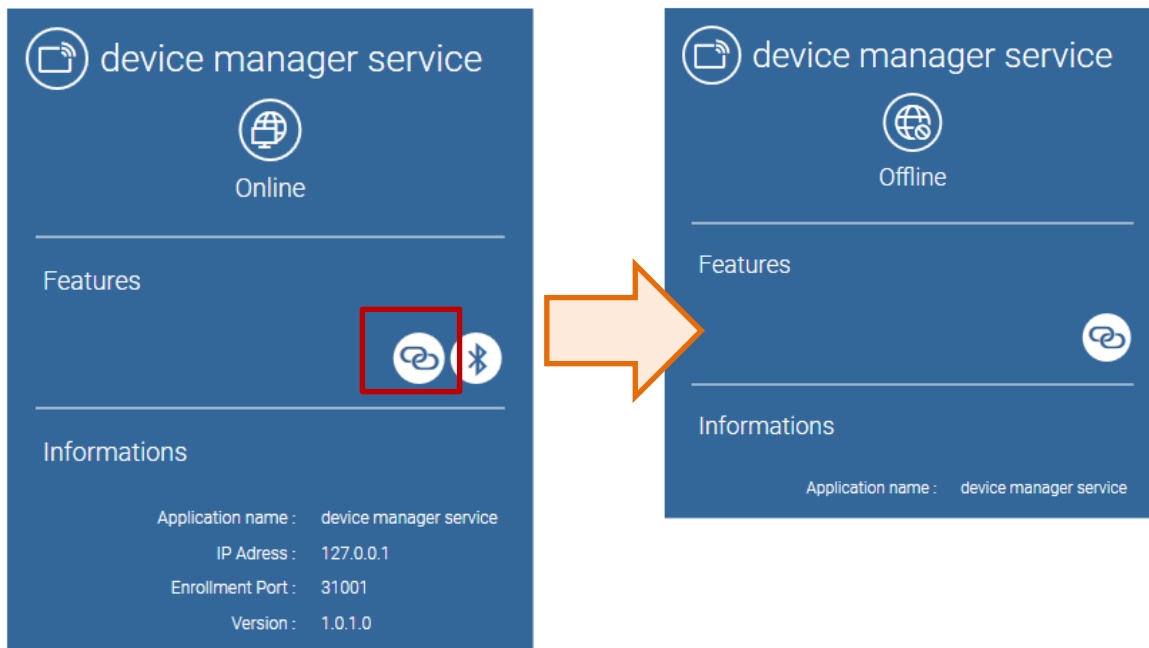 device manager service
Online
Features
Informations
Application name : device manager service
IP Adress : 127.0.0.1
Enrollment Port : 31001
Version : 1.0.1.0
device manager service
Offline
Features
Informations
Application name : device manager service